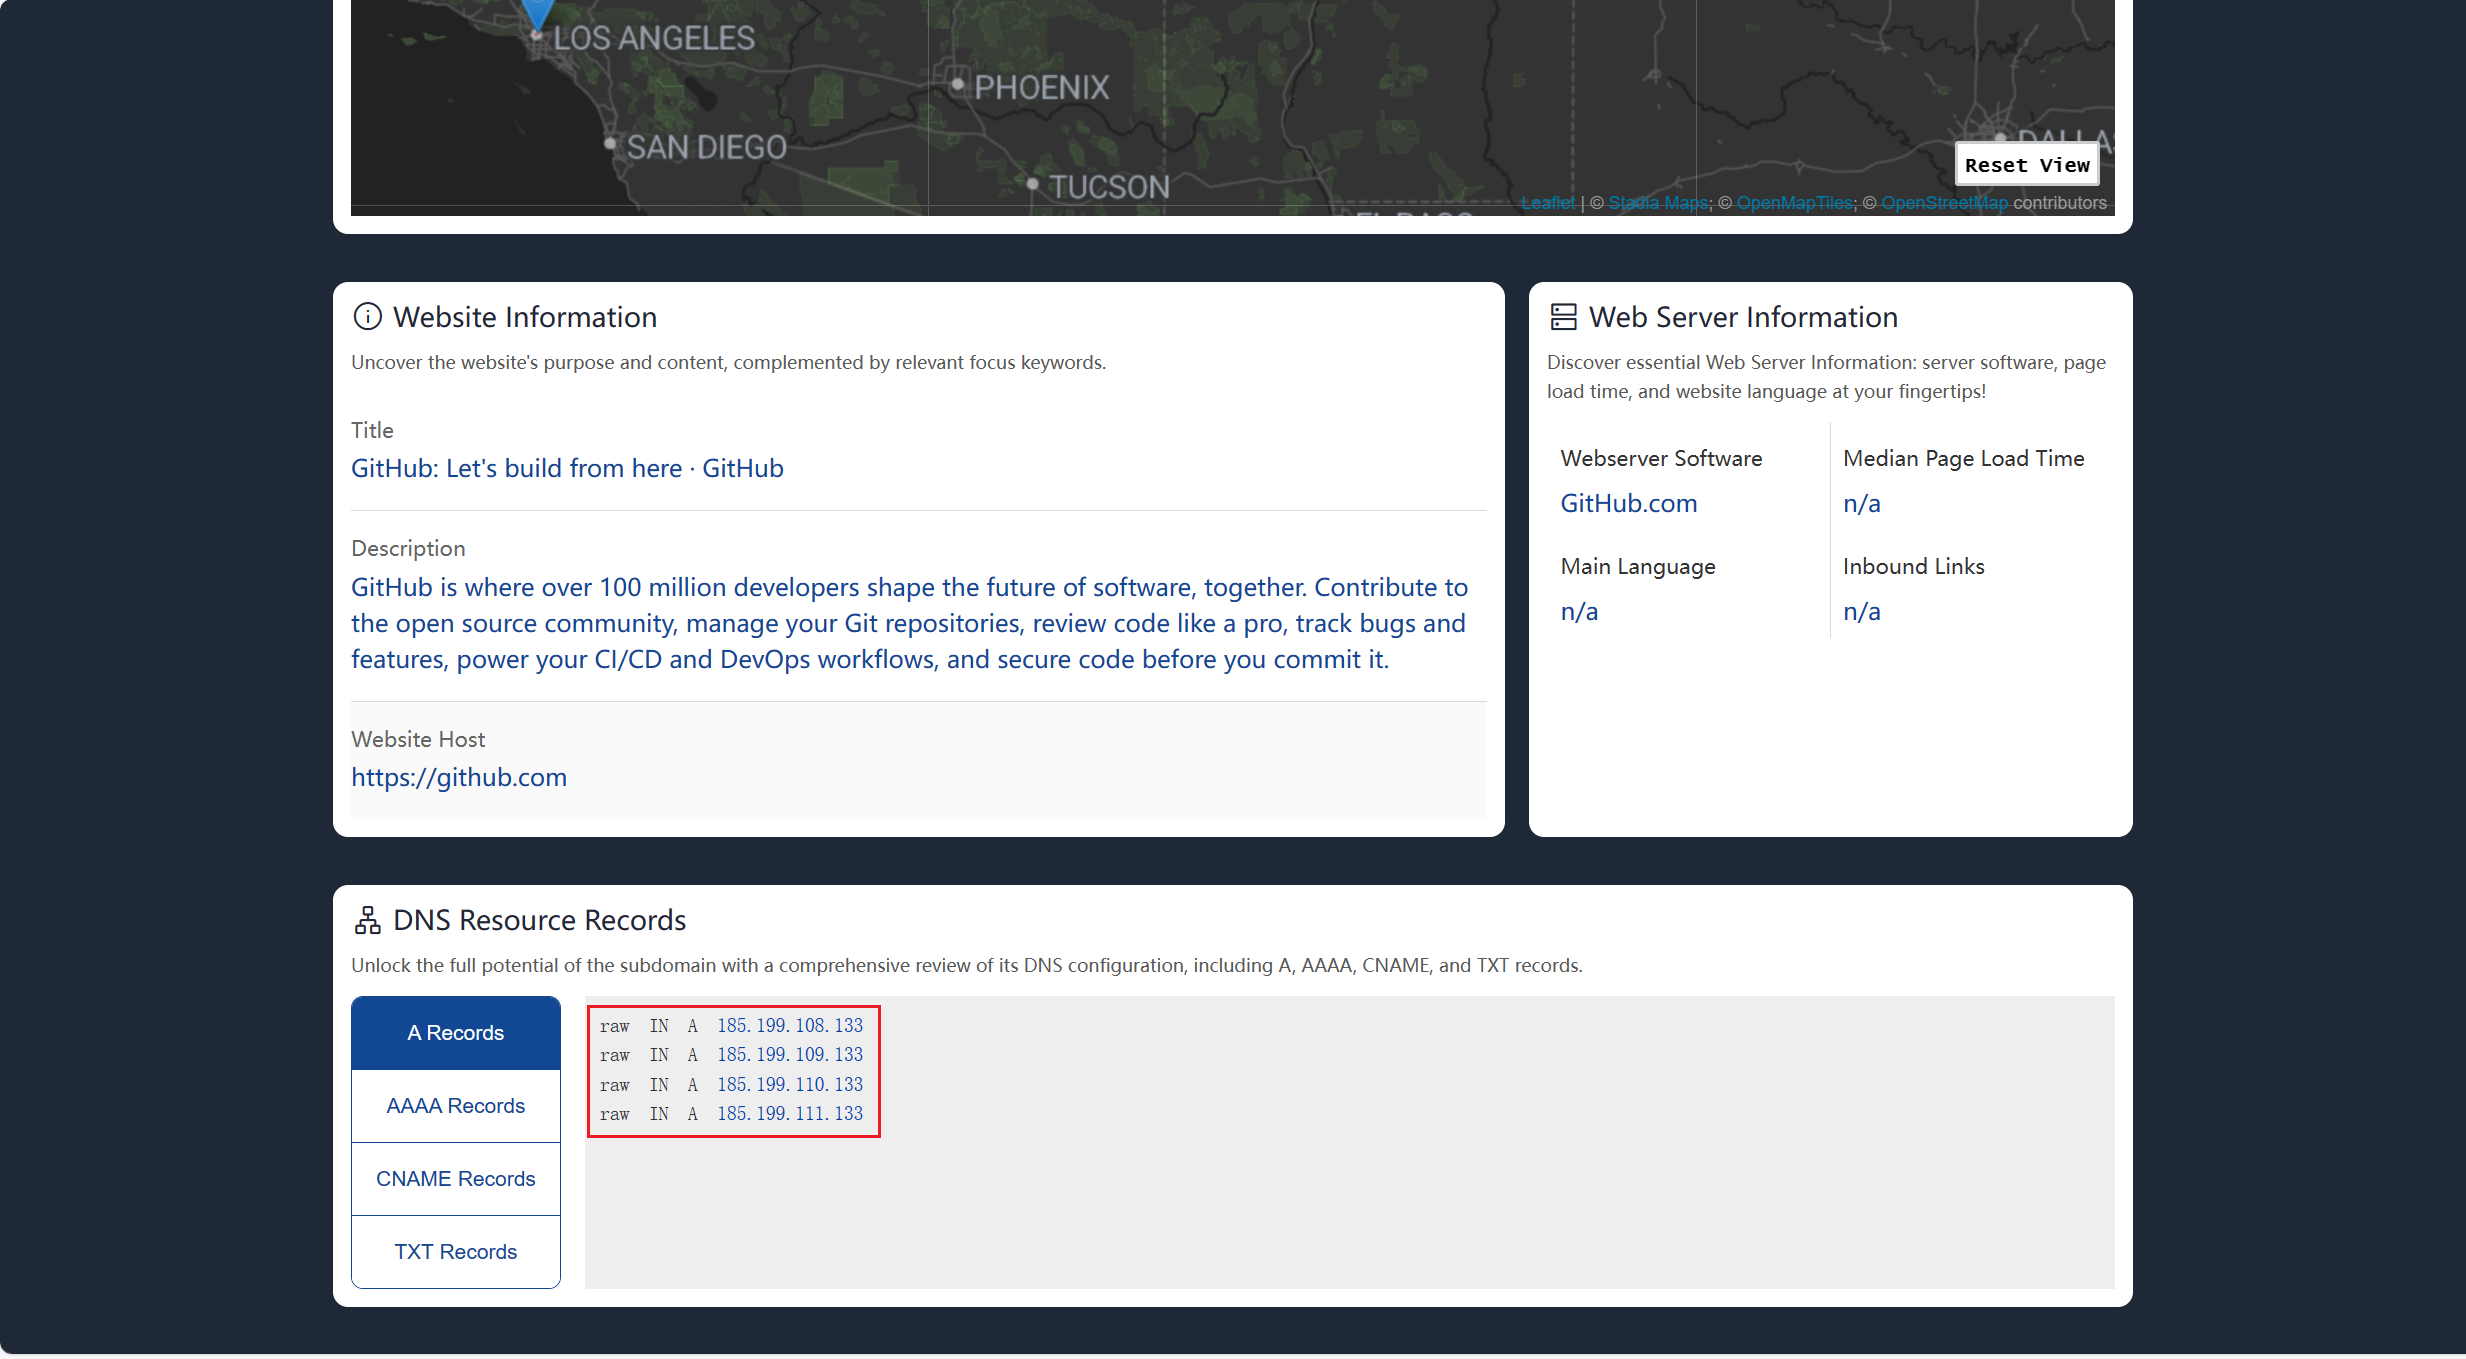 LOS ANGELES
PHOENIX
SAN DIEGO
TUCSON
Reset View
Leaflet | © Stadia Maps; © OpenMapTiles; © OpenStreetMap contributors
Website Information
Uncover the website's purpose and content, complemented by relevant focus keywords.
Title
GitHub: Let's build from here · GitHub
Description
GitHub is where over 100 million developers shape the future of software, together. Contribute to
the open source community, manage your Git repositories, review code like a pro, track bugs and
features, power your CI/CD and DevOps workflows, and secure code before you commit it.
Website Host
https://github.com
Web Server Information
Discover essential Web Server Information: server software, page
load time, and website language at your fingertips!
Webserver Software
GitHub.com
Median Page Load Time
n/a
Main Language
n/a
Inbound Links
n/a
DNS Resource Records
Unlock the full potential of the subdomain with a comprehensive review of its DNS configuration, including A, AAAA, CNAME, and TXT records.
A Records
AAAA Records
CNAME Records
TXT Records
raw IN A 185.199.108.133
raw IN A 185.199.109.133
raw IN A 185.199.110.133
raw IN A 185.199.111.133